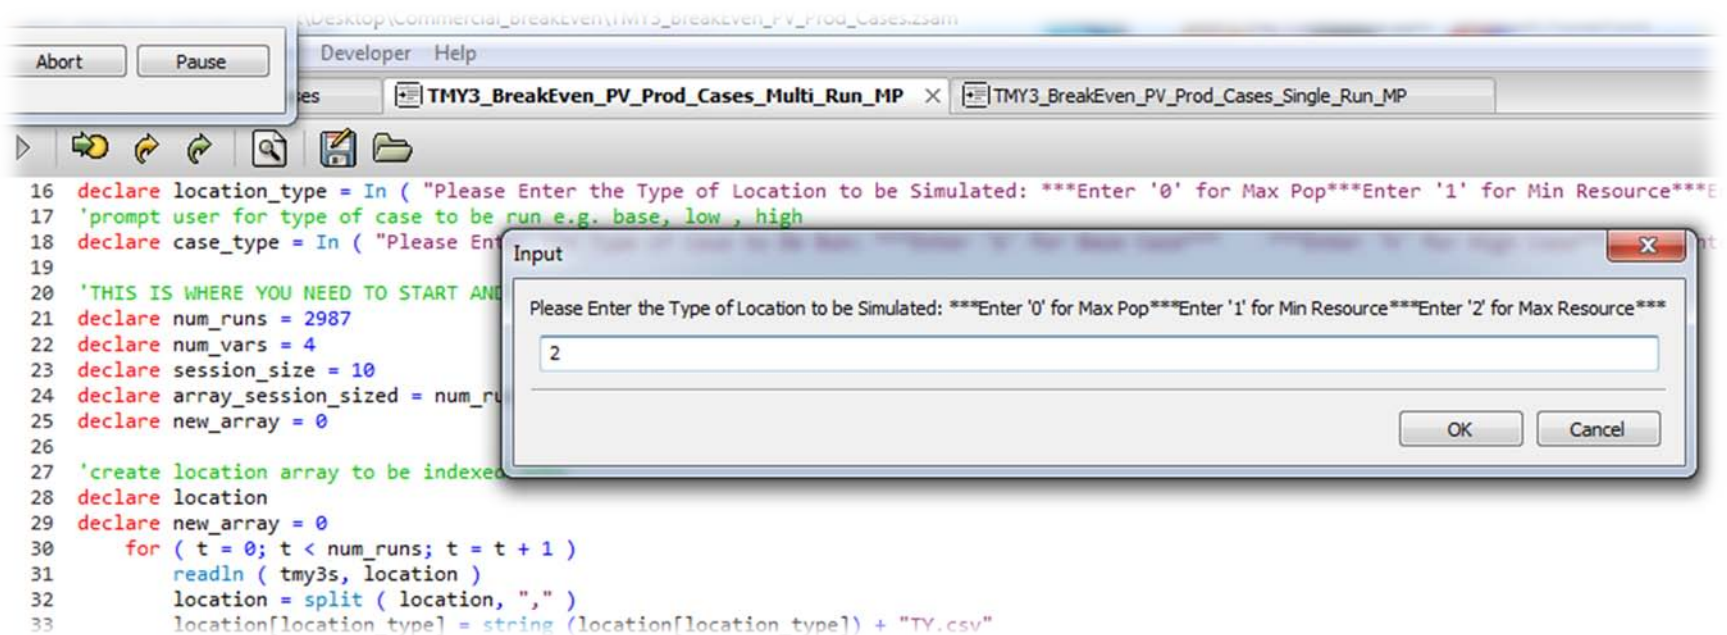 \Desktop\Commercial_BreakEven\TMY3_BreakEven_PV_Prod_Cases.zsam
Abort Pause Developer Help
ses TMY3_BreakEven_PV_Prod_Cases_Multi_Run_MP TMY3_BreakEven_PV_Prod_Cases_Single_Run_MP
16 declare location_type = In ( "Please Enter the Type of Location to be Simulated: ***Enter '0' for Max Pop***Enter '1' for Min Resource***E
17 'prompt user for type of case to be run e.g. base, low , high
18 declare case_type = In ( "Please Ent
Input
19
20 'THIS IS WHERE YOU NEED TO START AND
21 declare num_runs = 2987
22 declare num_vars = 4
23 declare session_size = 10
24 declare array_session_sized = num_ru
25 declare new_array = 0
26
27 'create location array to be indexed
Please Enter the Type of Location to be Simulated: ***Enter '0' for Max Pop***Enter '1' for Min Resource***Enter '2' for Max Resource***
2
OK Cancel
28 declare location
29 declare new_array = 0
30 for ( t = 0; t < num_runs; t = t + 1 )
31 readln ( tmy3s, location )
32 location = split ( location, "," )
33 location[location_type] = string (location[location_type]) + "TY.csv"